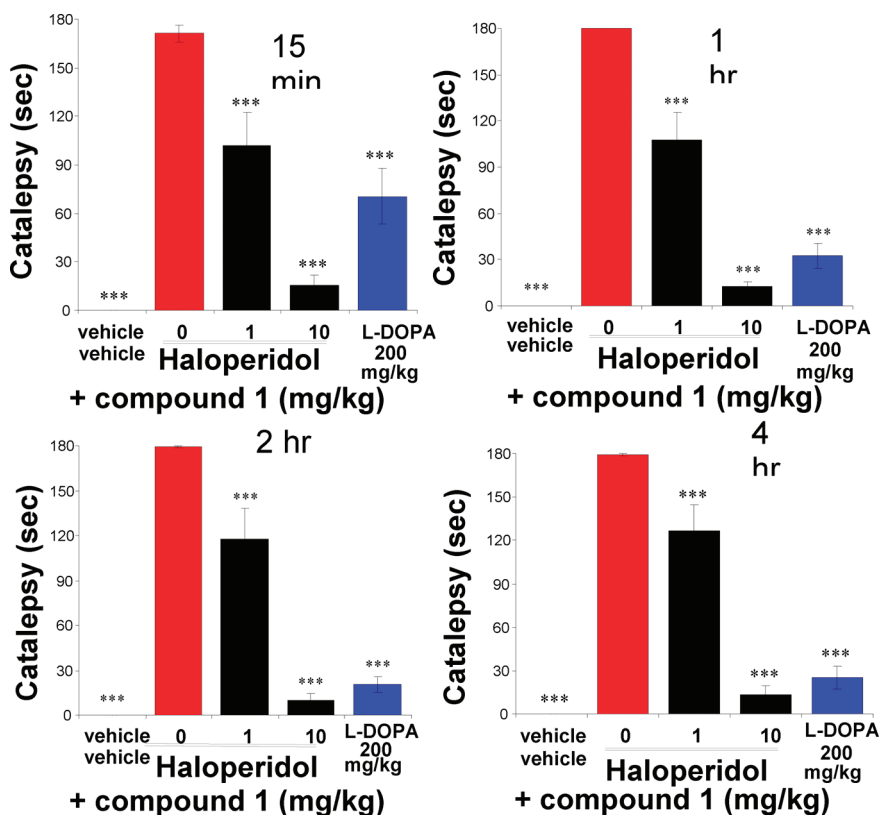 15
min
Catalepsy (sec)
180
150
120
90
60
30
0
***
***
***
***
vehicle
vehicle
0 1 10
L-DOPA
200
mg/kg
Haloperidol
+ compound 1 (mg/kg)
1
hr
Catalepsy (sec)
180
150
120
90
60
30
0
***
***
***
***
vehicle
vehicle
0 1 10
L-DOPA
200
mg/kg
Haloperidol
+ compound 1 (mg/kg)
2 hr
Catalepsy (sec)
180
150
120
90
60
30
0
***
***
***
***
vehicle
vehicle
0 1 10
L-DOPA
200
mg/kg
Haloperidol
+ compound 1 (mg/kg)
4
hr
Catalepsy (sec)
180
150
120
90
60
30
0
***
***
***
***
vehicle
vehicle
0 1 10
L-DOPA
200
mg/kg
Haloperidol
+ compound 1 (mg/kg)